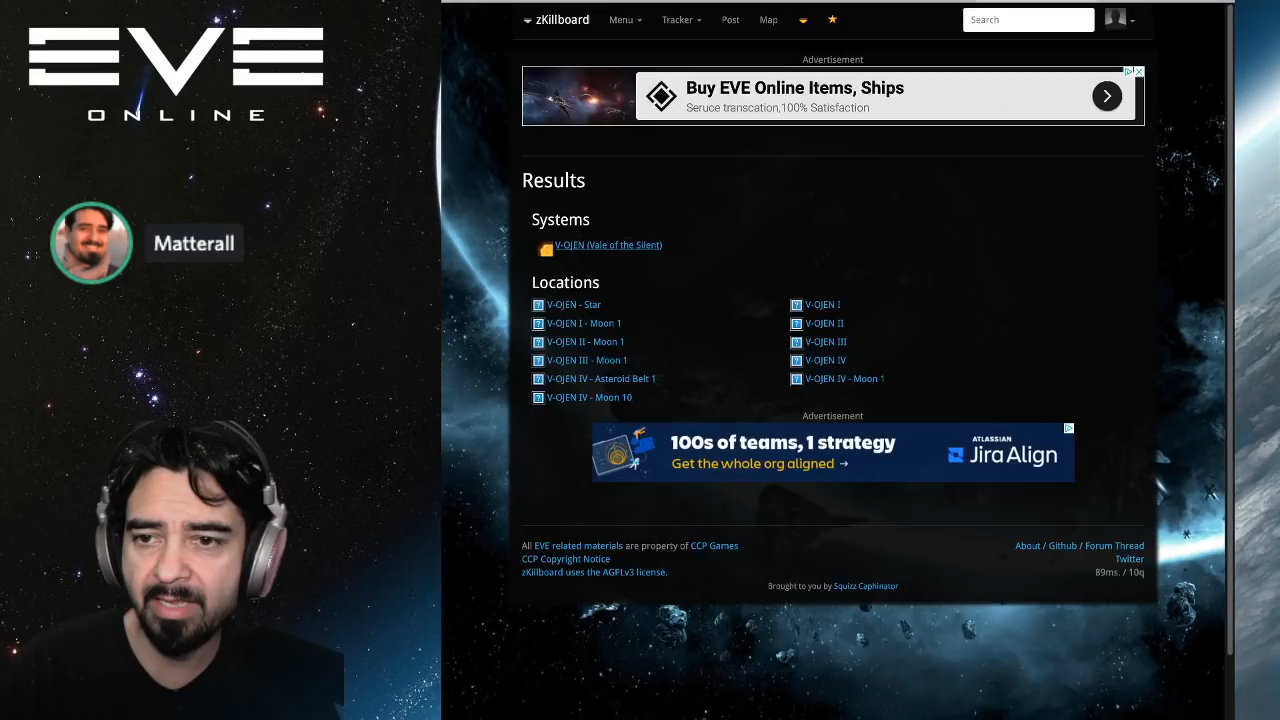 EVE
ONLINE
Matterall
zKillboard
Menu
Tracker
Post
Map
Search
Advertisement
Buy EVE Online Items, Ships
Seruce transcation,100% Satisfaction
Results
Systems
V-OJEN (Vale of the Silent)
Locations
V-OJEN - Star
V-OJEN I
V-OJEN I - Moon 1
V-OJEN II
V-OJEN II - Moon 1
V-OJEN III
V-OJEN III - Moon 1
V-OJEN IV
V-OJEN IV - Asteroid Belt 1
V-OJEN IV - Moon 1
V-OJEN IV - Moon 10
Advertisement
100s of teams, 1 strategy
Get the whole org aligned →
ATLASSIAN
Jira Align
All EVE related materials are property of CCP Games
CCP Copyright Notice
zKillboard uses the AGPLv3 license.
About / Github / Forum Thread
Twitter
89ms. / 10q
Brought to you by Squizz Caphinator